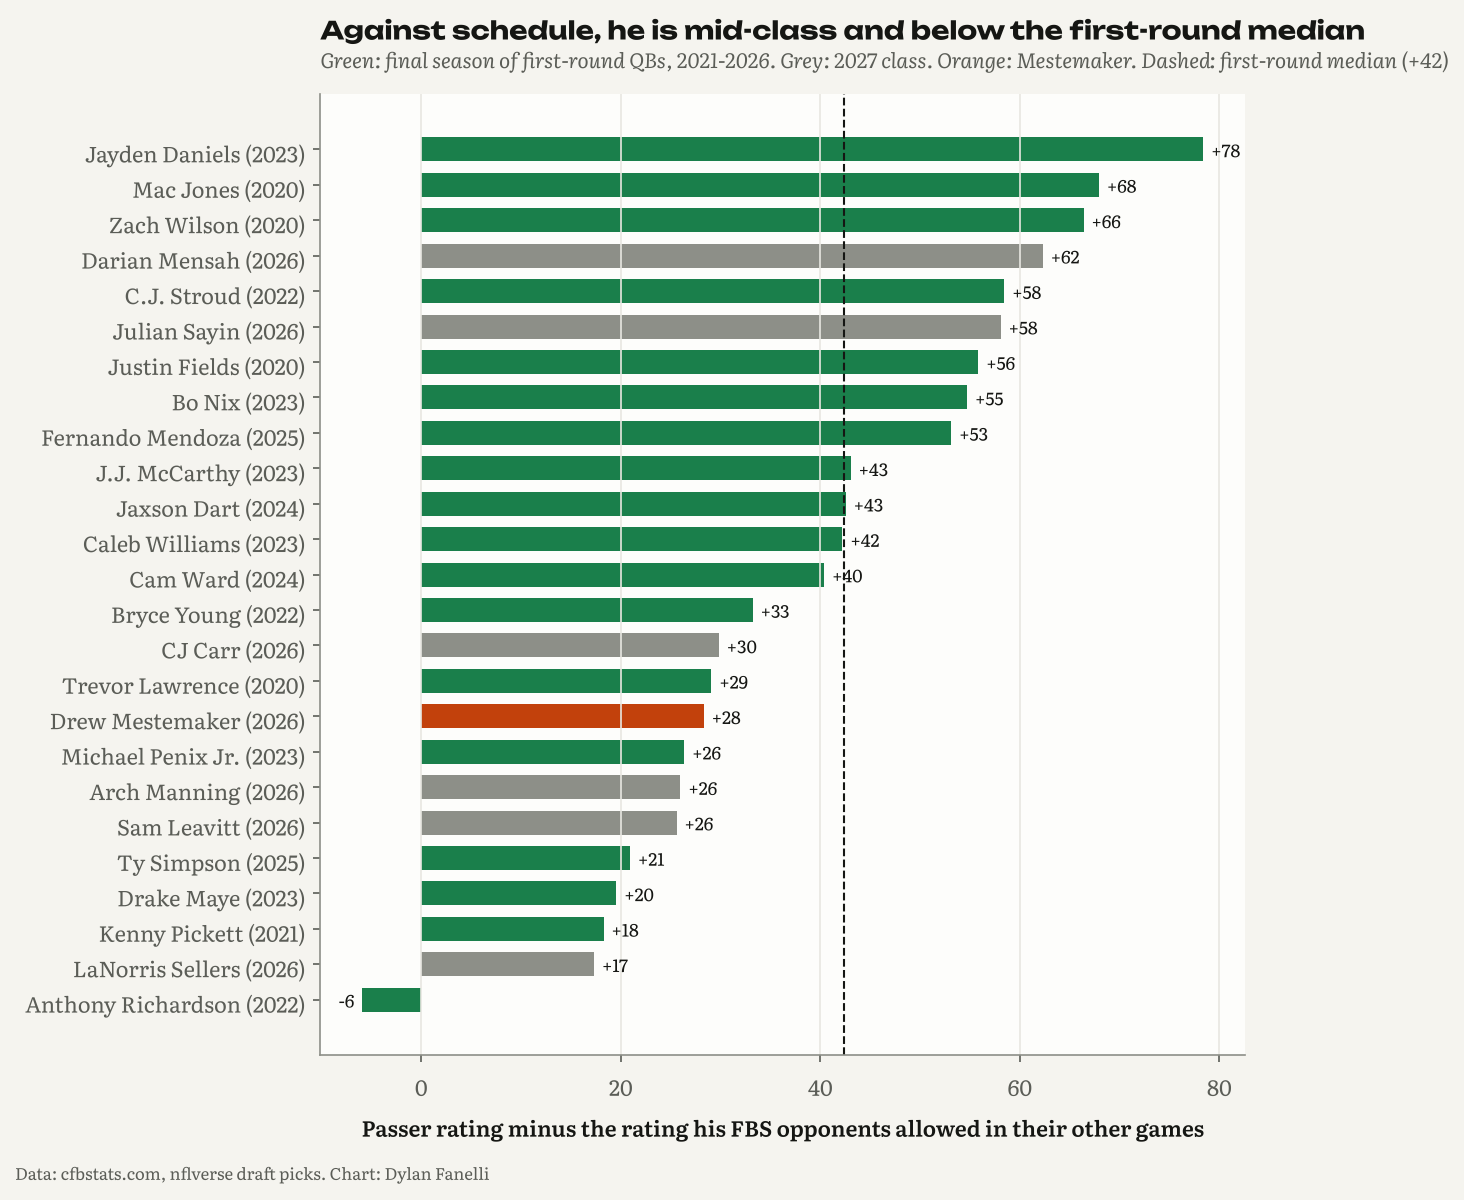 Against schedule, he is mid-class and below the first-round median
Green: final season of first-round QBs, 2021-2026. Grey: 2027 class. Orange: Mestemaker. Dashed: first-round median (+42)
Jayden Daniels (2023) +78
Mac Jones (2020) +68
Zach Wilson (2020) +66
Darian Mensah (2026) +62
C.J. Stroud (2022) +58
Julian Sayin (2026) +58
Justin Fields (2020) +56
Bo Nix (2023) +55
Fernando Mendoza (2025) +53
J.J. McCarthy (2023) +43
Jaxson Dart (2024) +43
Caleb Williams (2023) +42
Cam Ward (2024) +40
Bryce Young (2022) +33
CJ Carr (2026) +30
Trevor Lawrence (2020) +29
Drew Mestemaker (2026) +28
Michael Penix Jr. (2023) +26
Arch Manning (2026) +26
Sam Leavitt (2026) +26
Ty Simpson (2025) +21
Drake Maye (2023) +20
Kenny Pickett (2021) +18
LaNorris Sellers (2026) +17
Anthony Richardson (2022) -6
0 20 40 60 80
Passer rating minus the rating his FBS opponents allowed in their other games
Data: cfbstats.com, nflverse draft picks. Chart: Dylan Fanelli